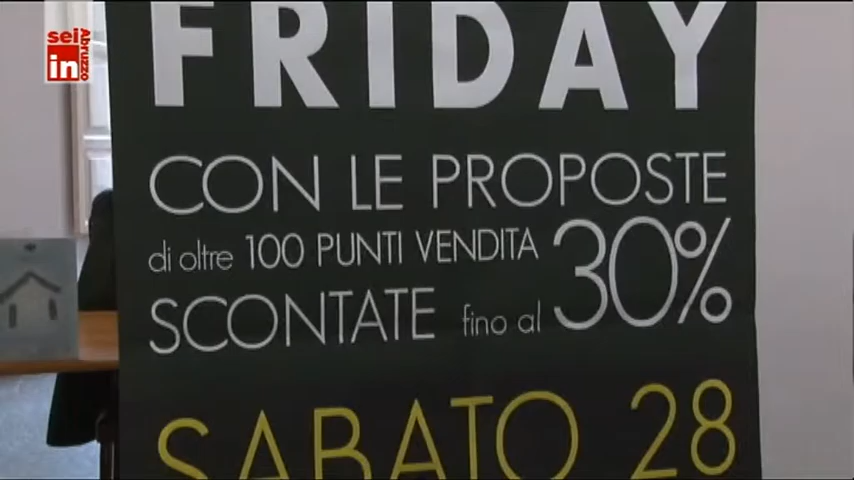 sei
in
Abruzzo
FRIDAY
CON LE PROPOSTE
di oltre 100 PUNTI VENDITA
SCONTATE fino al 30%
SABATO 28